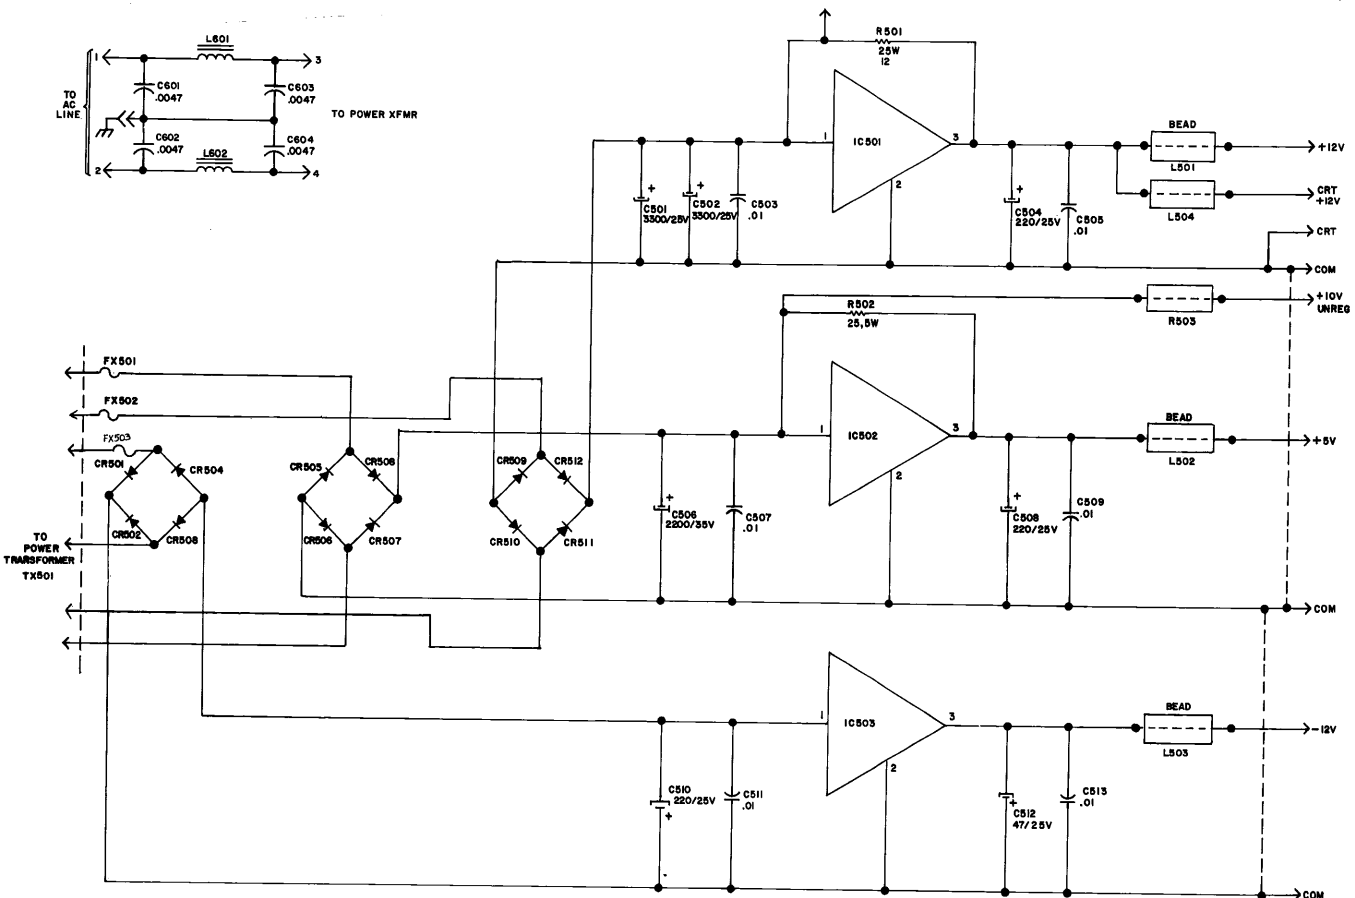 L601
1
3
TO
AC
LINE
C601
.0047
C603
.0047
TO POWER XFMR
C602
.0047
C604
.0047
L602
2
4
R501
25W
12
1
IC501
3
2
C501
3300/25V
C502
3300/25V
C503
.01
C504
220/25V
C505
.01
BEAD
L501
+12V
L504
CRT
+12V
CRT
COM
+10V
UNREG
R503
R502
25,5W
FX501
FX502
FX503
CR501
CR504
CR502
CR508
CR505
CR508
CR506
CR507
CR509
CR512
CR510
CR511
TO
POWER
TRANSFORMER
TX501
1
IC502
3
2
C506
2200/35V
C507
.01
C508
220/25V
C509
.01
BEAD
L502
+5V
COM
1
IC503
3
2
C510
220/25V
C511
.01
C512
47/25V
C513
.01
BEAD
L503
-12V
COM